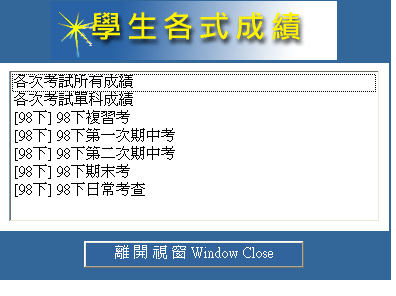 學生各式成績
各次考試所有成績
各次考試單科成績
[98下] 98下複習考
[98下] 98下第一次期中考
[98下] 98下第二次期中考
[98下] 98下期末考
[98下] 98下日常考查
離 開 視 窗 Window Close